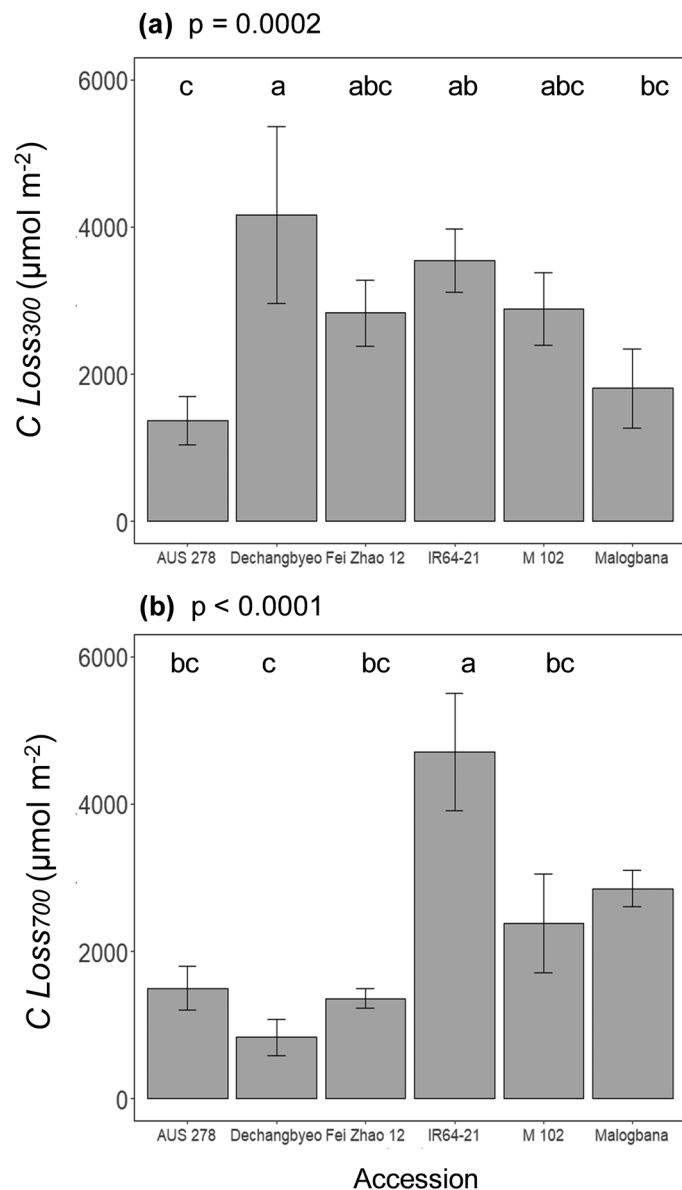 (a) p = 0.0002
C Loss300 (µmol m-2)
6000
4000
2000
0
c a abc ab abc bc
AUS 278 Dechangbyeo Fei Zhao 12 IR64-21 M 102 Malogbana
(b) p < 0.0001
C Loss700 (µmol m-2)
6000
4000
2000
0
bc c bc a bc
AUS 278 Dechangbyeo Fei Zhao 12 IR64-21 M 102 Malogbana
Accession